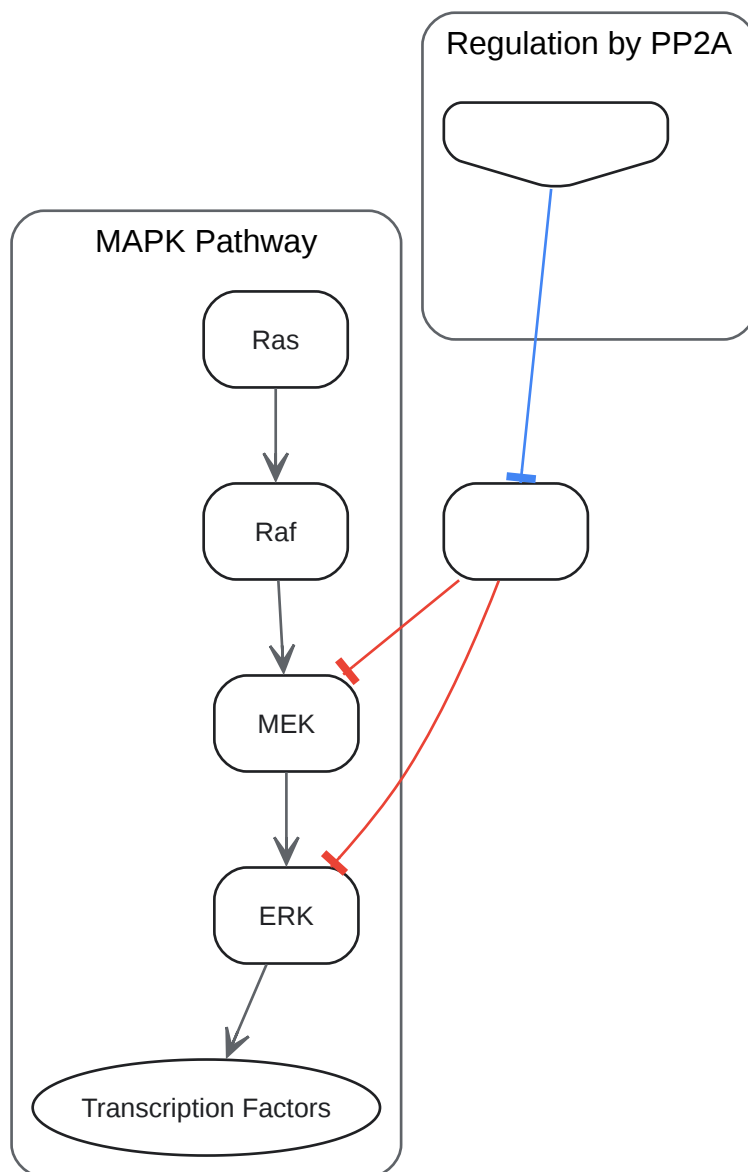 Regulation by PP2A
MAPK Pathway
Ras
Raf
MEK
ERK
Transcription Factors